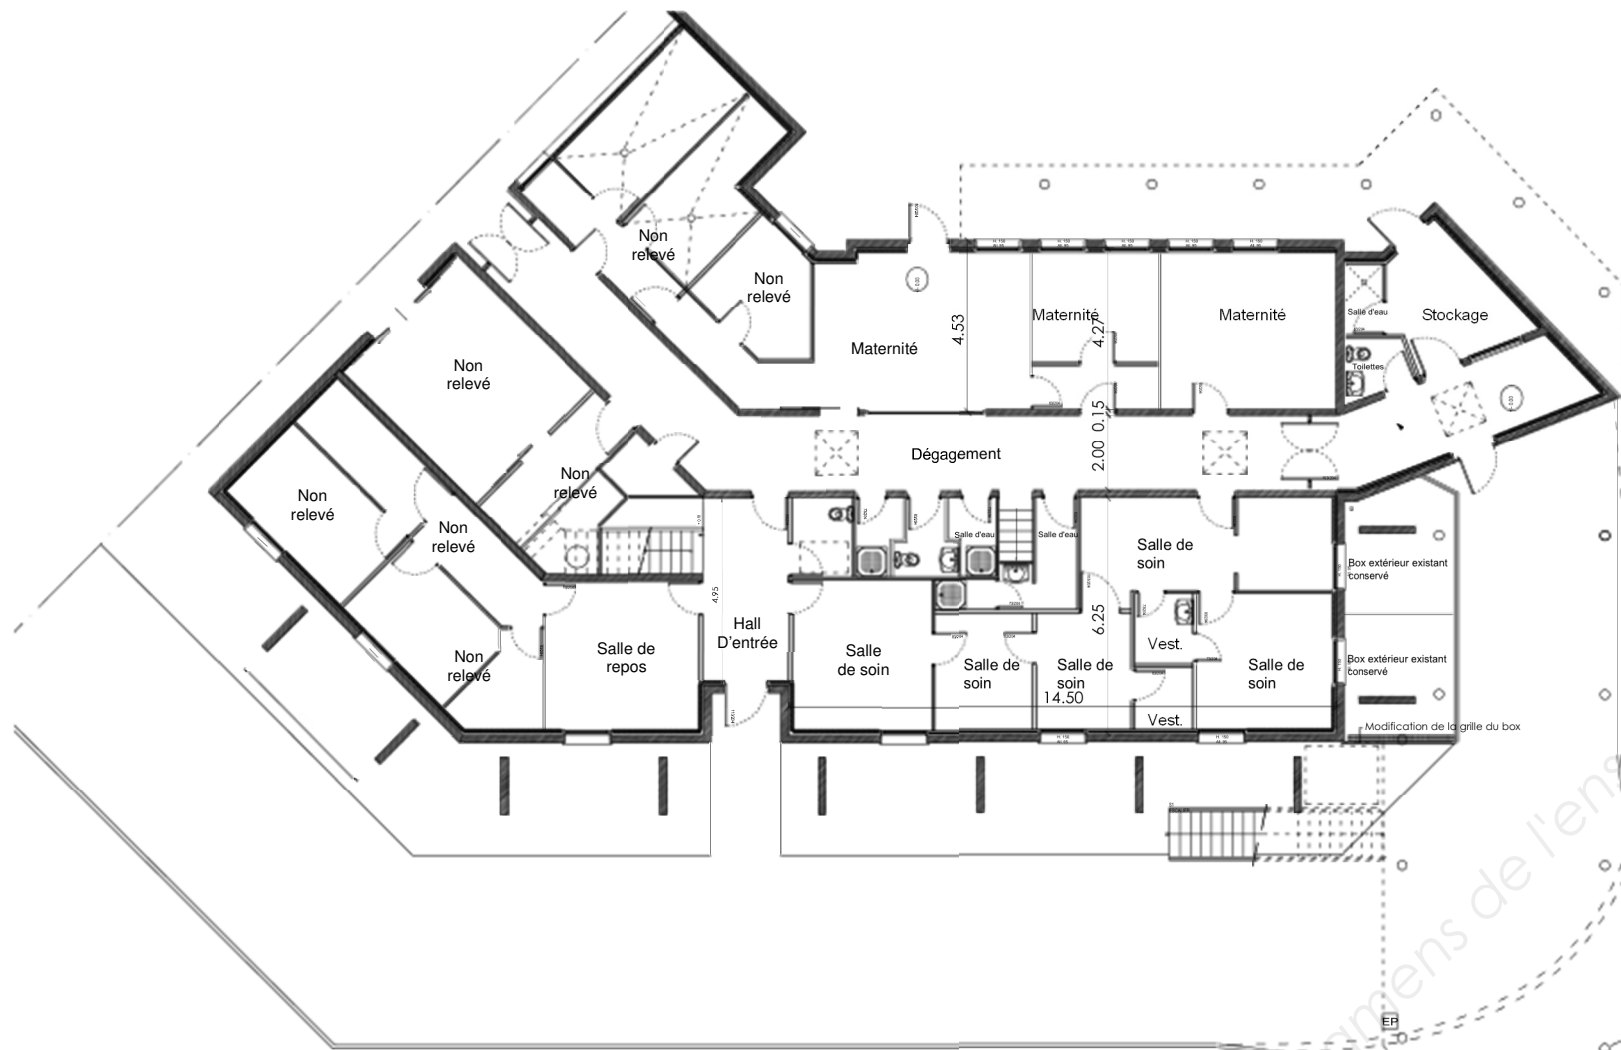 Non
relevé
Non
relevé
Maternité
4.53
Maternité
4.27
Maternité
Salle d'eau
Stockage
Toilettes
Non
relevé
0.15
2.00
Dégagement
Non
relevé
Non
relevé
Non
relevé
Salle d'eau
Salle d'eau
Salle de
soin
Box extérieur existant
conservé
4.95
Hall
D'entrée
6.25
Non
relevé
Salle de
repos
Salle
de soin
Salle de
soin
Salle de
soin
Vest.
Salle de
soin
Box extérieur existant
conservé
14.50
Vest.
Modification de la grille du box
EP
amens de l'ens